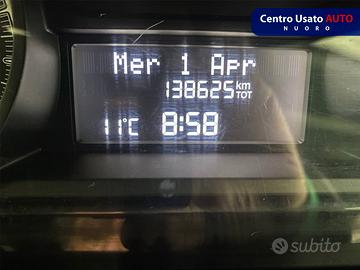 Centro Usato AUTO
NUORO
Mer 1 Apr
138625 km TOT
11°C 8:58
subito